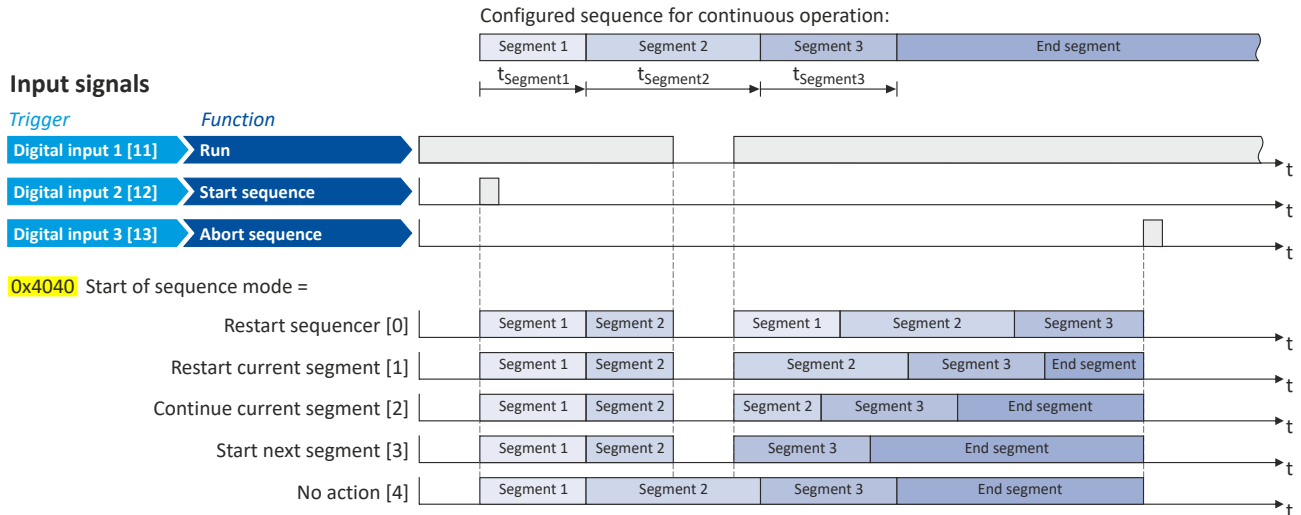 Configured sequence for continuous operation:
Segment 1 Segment 2 Segment 3 End segment
tSegment1 tSegment2 tSegment3
Input signals
Trigger Function
Digital input 1 [11] Run
t
Digital input 2 [12] Start sequence
t
Digital input 3 [13] Abort sequence
t
0x4040 Start of sequence mode =
Restart sequencer [0] Segment 1 Segment 2 Segment 1 Segment 2 Segment 3
t
Restart current segment [1] Segment 1 Segment 2 Segment 2 Segment 3 End segment
t
Continue current segment [2] Segment 1 Segment 2 Segment 2 Segment 3 End segment
t
Start next segment [3] Segment 1 Segment 2 Segment 3 End segment
t
No action [4] Segment 1 Segment 2 Segment 3 End segment
t